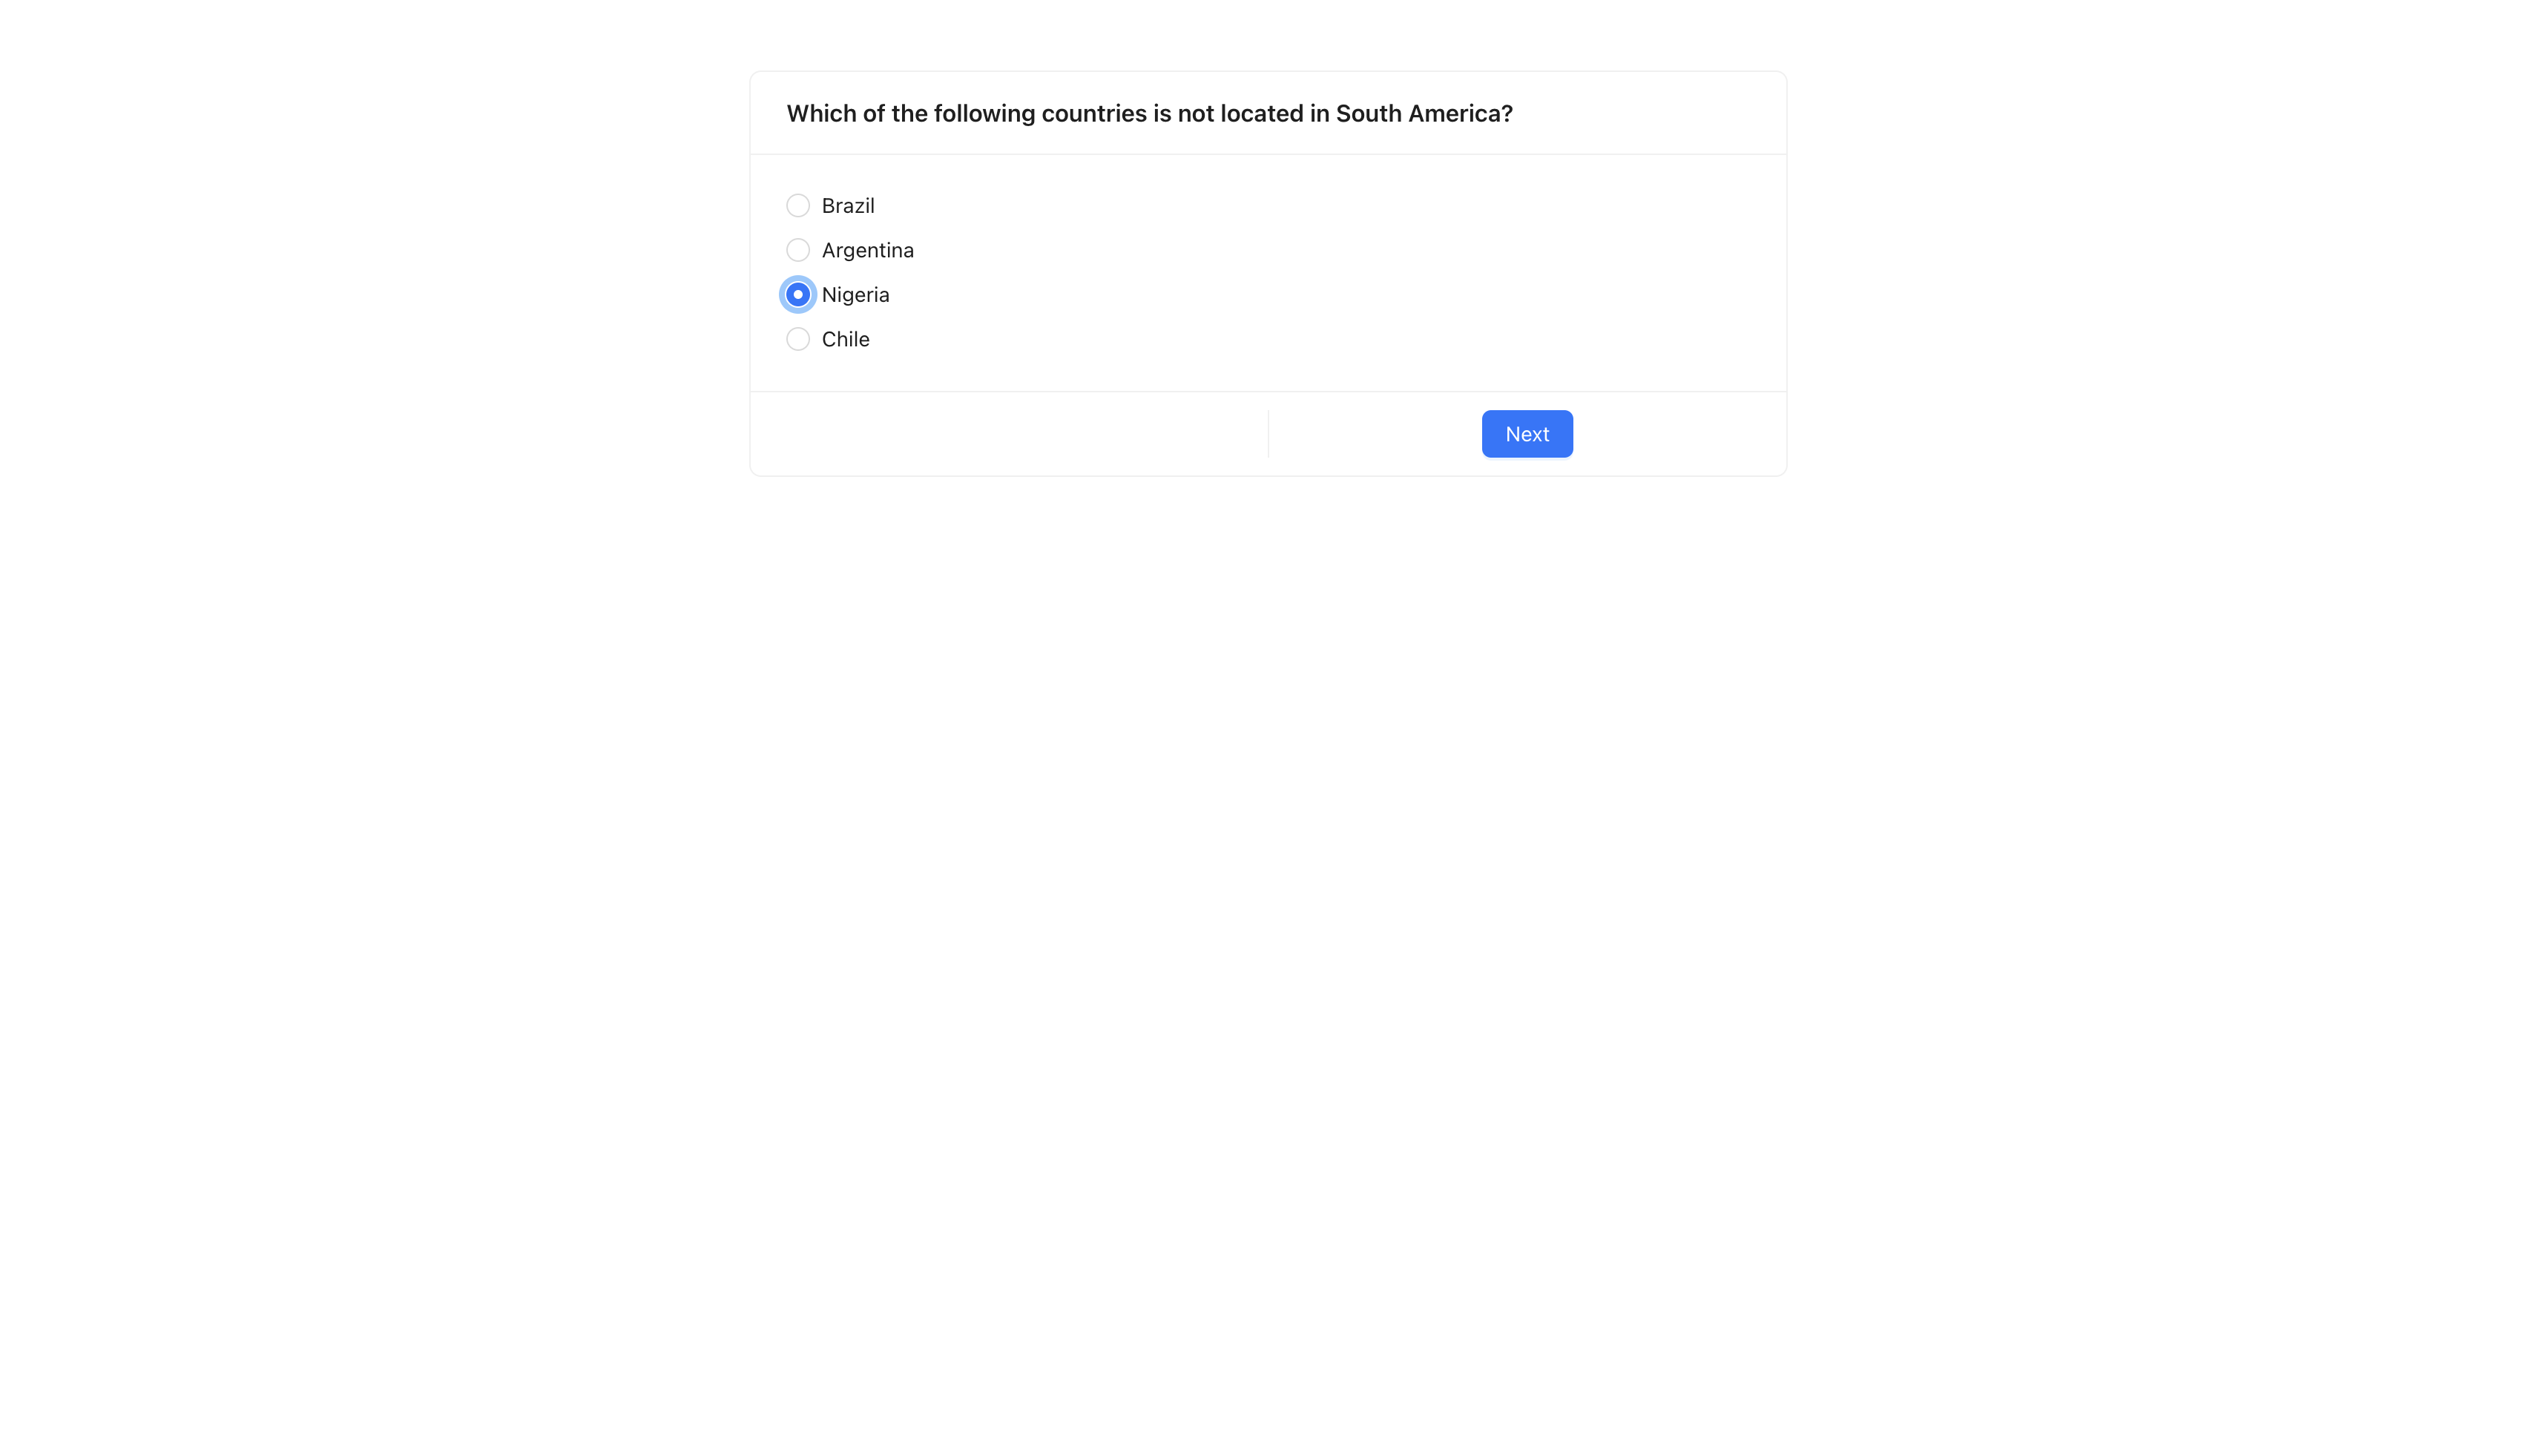 Which of the following countries is not located in South America?
Brazil
Argentina
Nigeria
Chile
Next